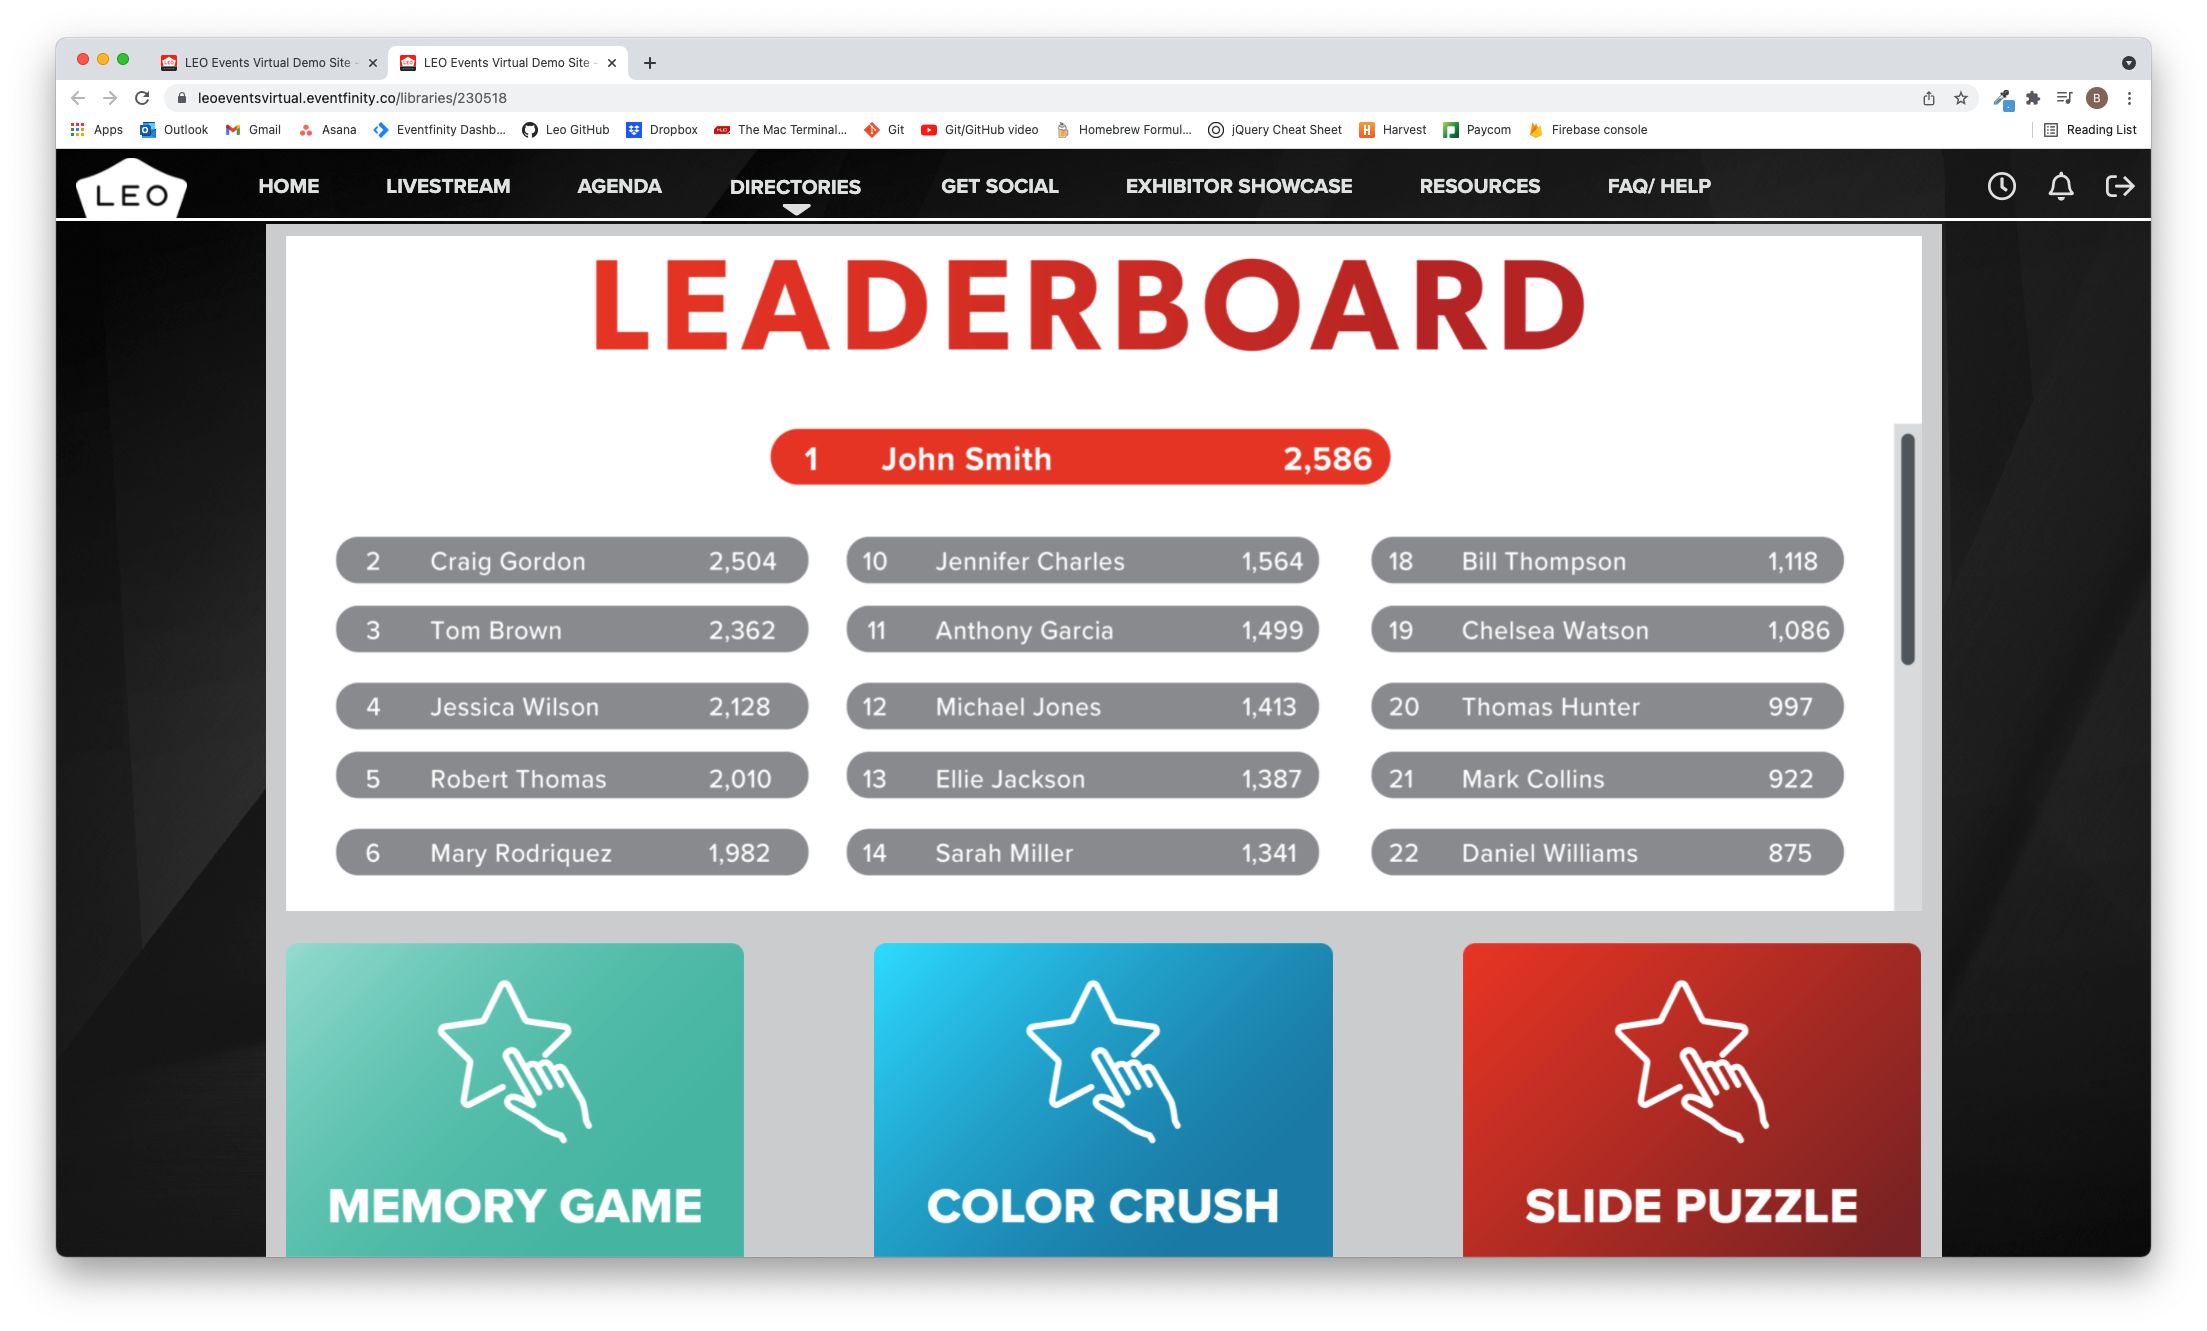 LEO Events Virtual Demo Site -
LEO Events Virtual Demo Site -
leoeventsvirtual.eventfinity.co/libraries/230518
B
Apps Outlook Gmail Asana Eventfinity Dashb... Leo GitHub Dropbox The Mac Terminal... Git Git/GitHub video Homebrew Formul... jQuery Cheat Sheet Harvest Paycom Firebase console Reading List
LEO HOME LIVESTREAM AGENDA DIRECTORIES GET SOCIAL EXHIBITOR SHOWCASE RESOURCES FAQ/ HELP
LEADERBOARD
1 John Smith 2,586
2 Craig Gordon 2,504
3 Tom Brown 2,362
4 Jessica Wilson 2,128
5 Robert Thomas 2,010
6 Mary Rodriquez 1,982
10 Jennifer Charles 1,564
11 Anthony Garcia 1,499
12 Michael Jones 1,413
13 Ellie Jackson 1,387
14 Sarah Miller 1,341
18 Bill Thompson 1,118
19 Chelsea Watson 1,086
20 Thomas Hunter 997
21 Mark Collins 922
22 Daniel Williams 875
MEMORY GAME
COLOR CRUSH
SLIDE PUZZLE